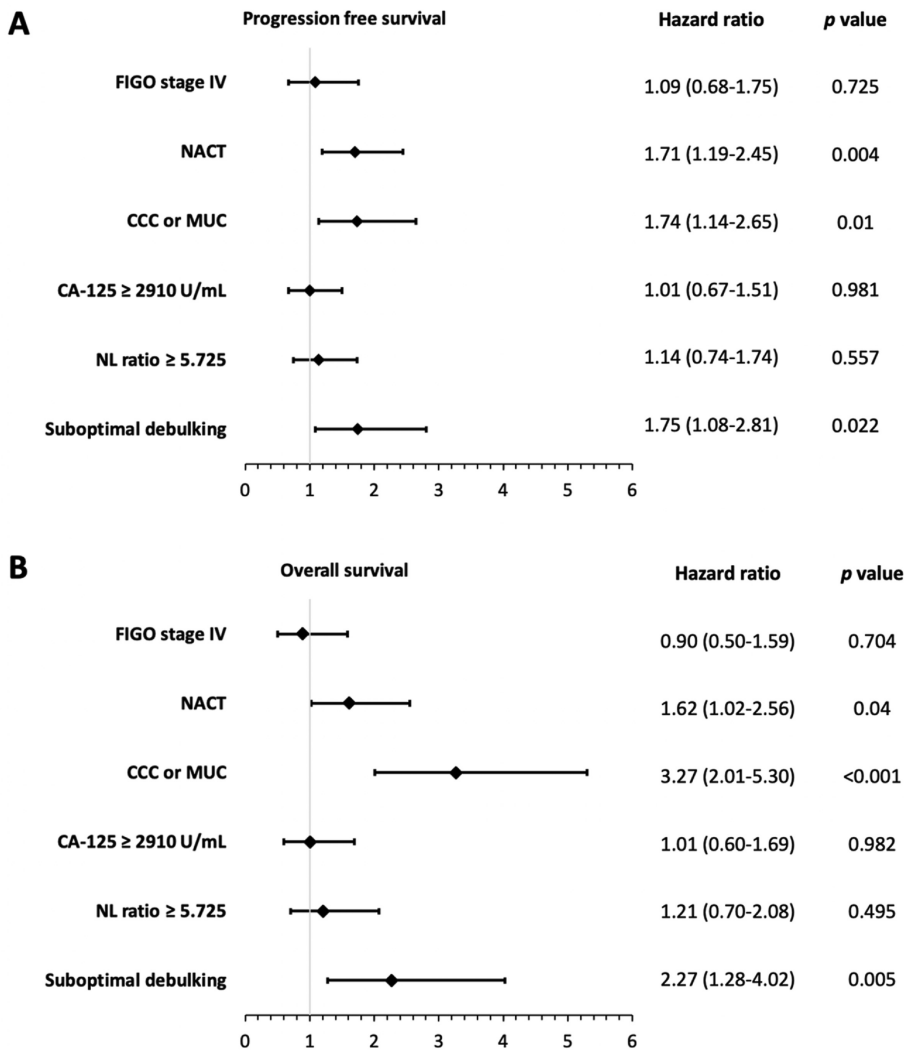 A
Progression free survival Hazard ratio p value
FIGO stage IV 1.09 (0.68-1.75) 0.725
NACT 1.71 (1.19-2.45) 0.004
CCC or MUC 1.74 (1.14-2.65) 0.01
CA-125 ≥ 2910 U/mL 1.01 (0.67-1.51) 0.981
NL ratio ≥ 5.725 1.14 (0.74-1.74) 0.557
Suboptimal debulking 1.75 (1.08-2.81) 0.022
0 1 2 3 4 5 6
B
Overall survival Hazard ratio p value
FIGO stage IV 0.90 (0.50-1.59) 0.704
NACT 1.62 (1.02-2.56) 0.04
CCC or MUC 3.27 (2.01-5.30) <0.001
CA-125 ≥ 2910 U/mL 1.01 (0.60-1.69) 0.982
NL ratio ≥ 5.725 1.21 (0.70-2.08) 0.495
Suboptimal debulking 2.27 (1.28-4.02) 0.005
0 1 2 3 4 5 6